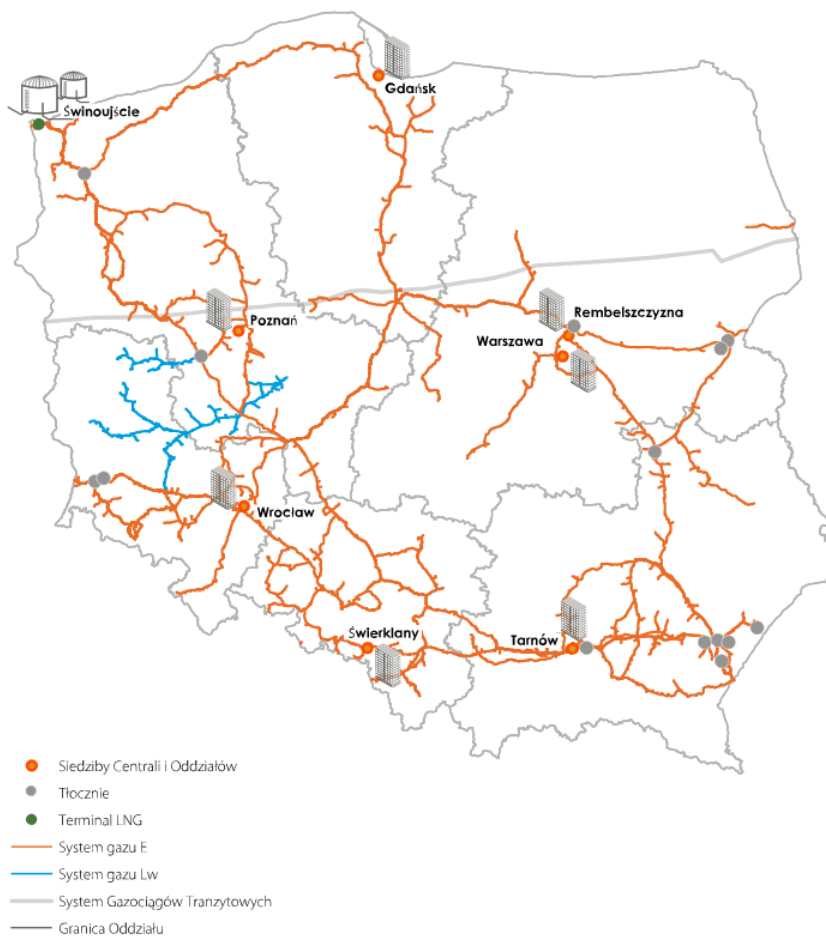 Gdańsk
Świnoujście
Rembelszczyzna
Poznań
Warszawa
Wrocław
Świerklany
Tarnów
Siedziby Centrali i Oddziałów
Tłocznie
Terminal LNG
System gazu E
System gazu Lw
System Gazociągów Tranzytowych
Granica Oddziału